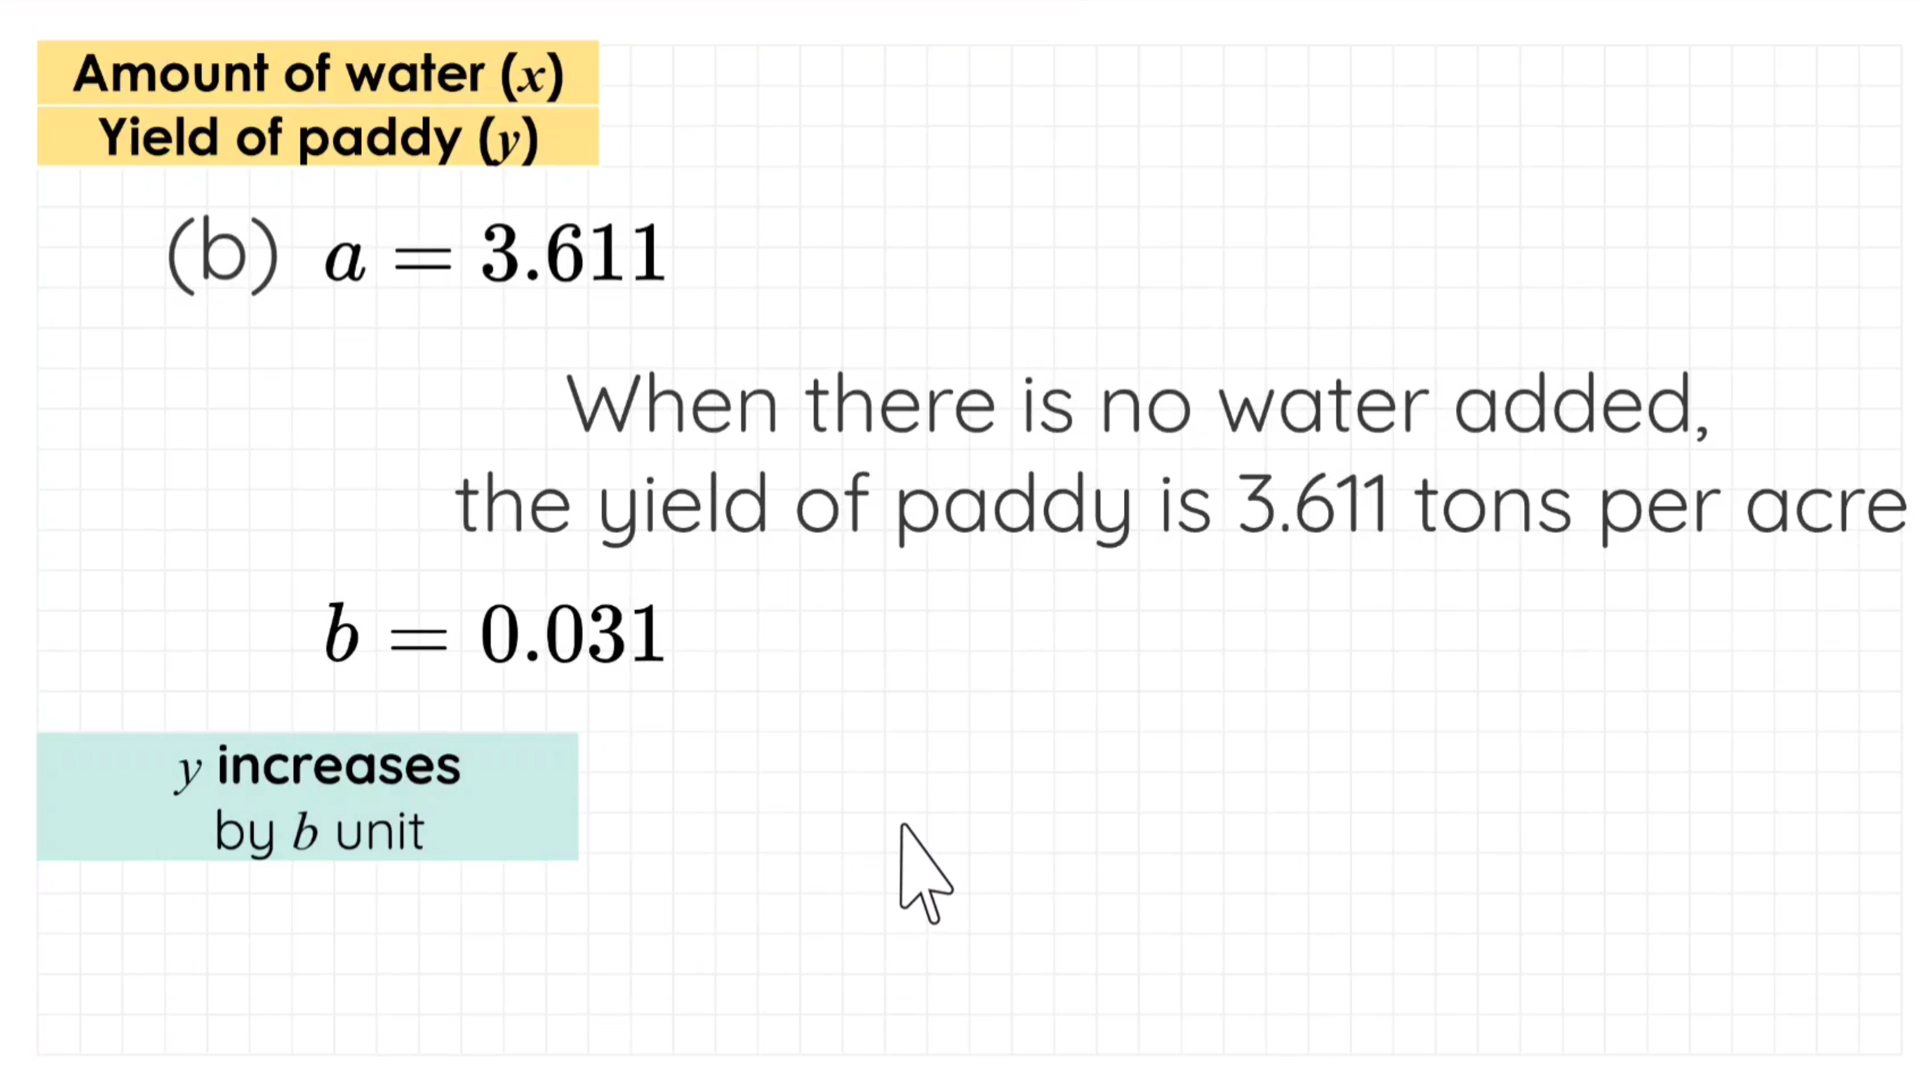 Amount of water (x)
Yield of paddy (y)
(b) a = 3.611
When there is no water added,
the yield of paddy is 3.611 tons per acre
b = 0.031
y increases
by b unit